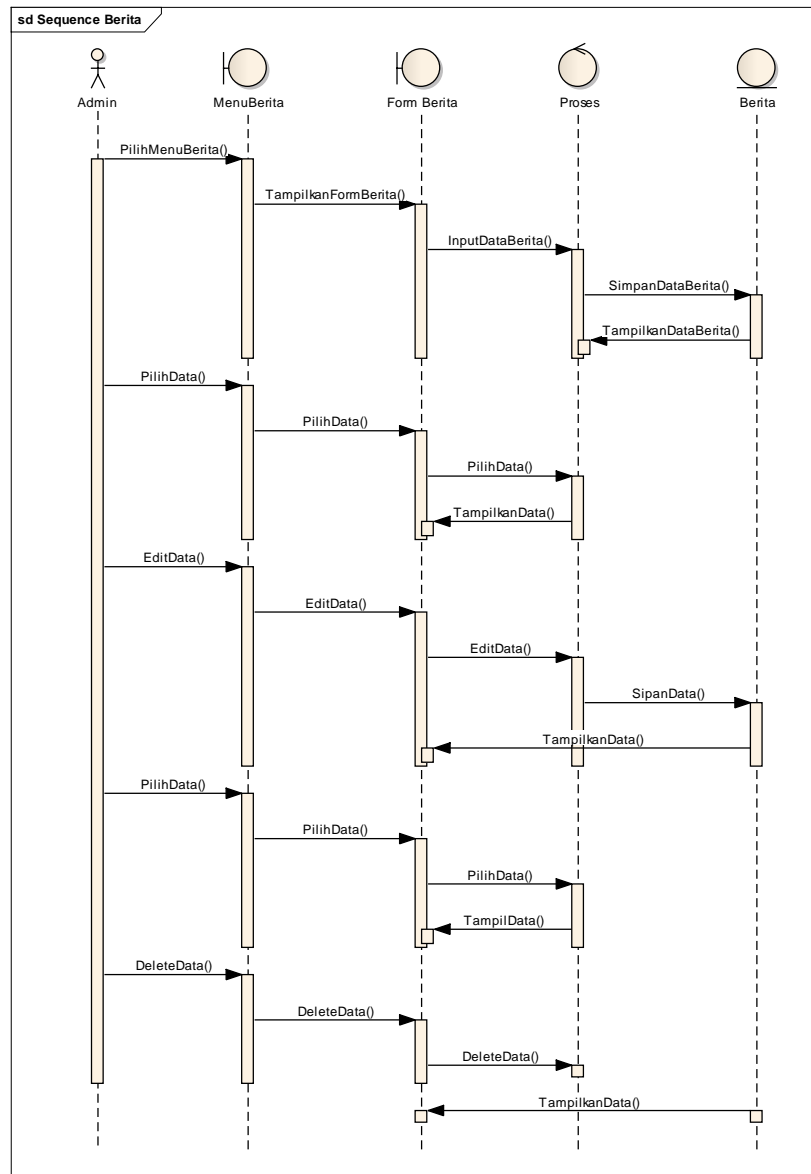 sd Sequence Berita
Admin
MenuBerita
Form Berita
Proses
Berita
PilihMenuBerita()
TampilkanFormBerita()
InputDataBerita()
SimpanDataBerita()
TampilkanDataBerita()
PilihData()
PilihData()
PilihData()
TampilkanData()
EditData()
EditData()
EditData()
SipanData()
TampilkanData()
PilihData()
PilihData()
PilihData()
TampilData()
DeleteData()
DeleteData()
DeleteData()
TampilkanData()